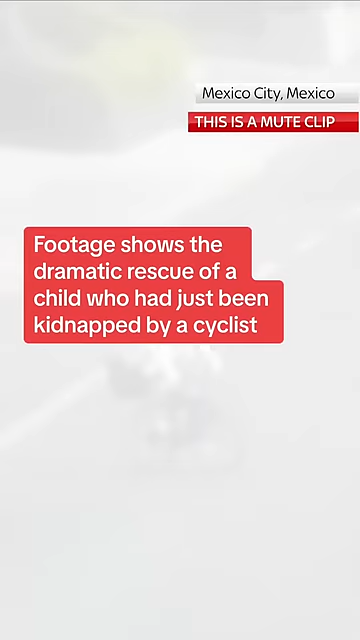 Mexico City, Mexico
THIS IS A MUTE CLIP
Footage shows the
dramatic rescue of a
child who had just been
kidnapped by a cyclist